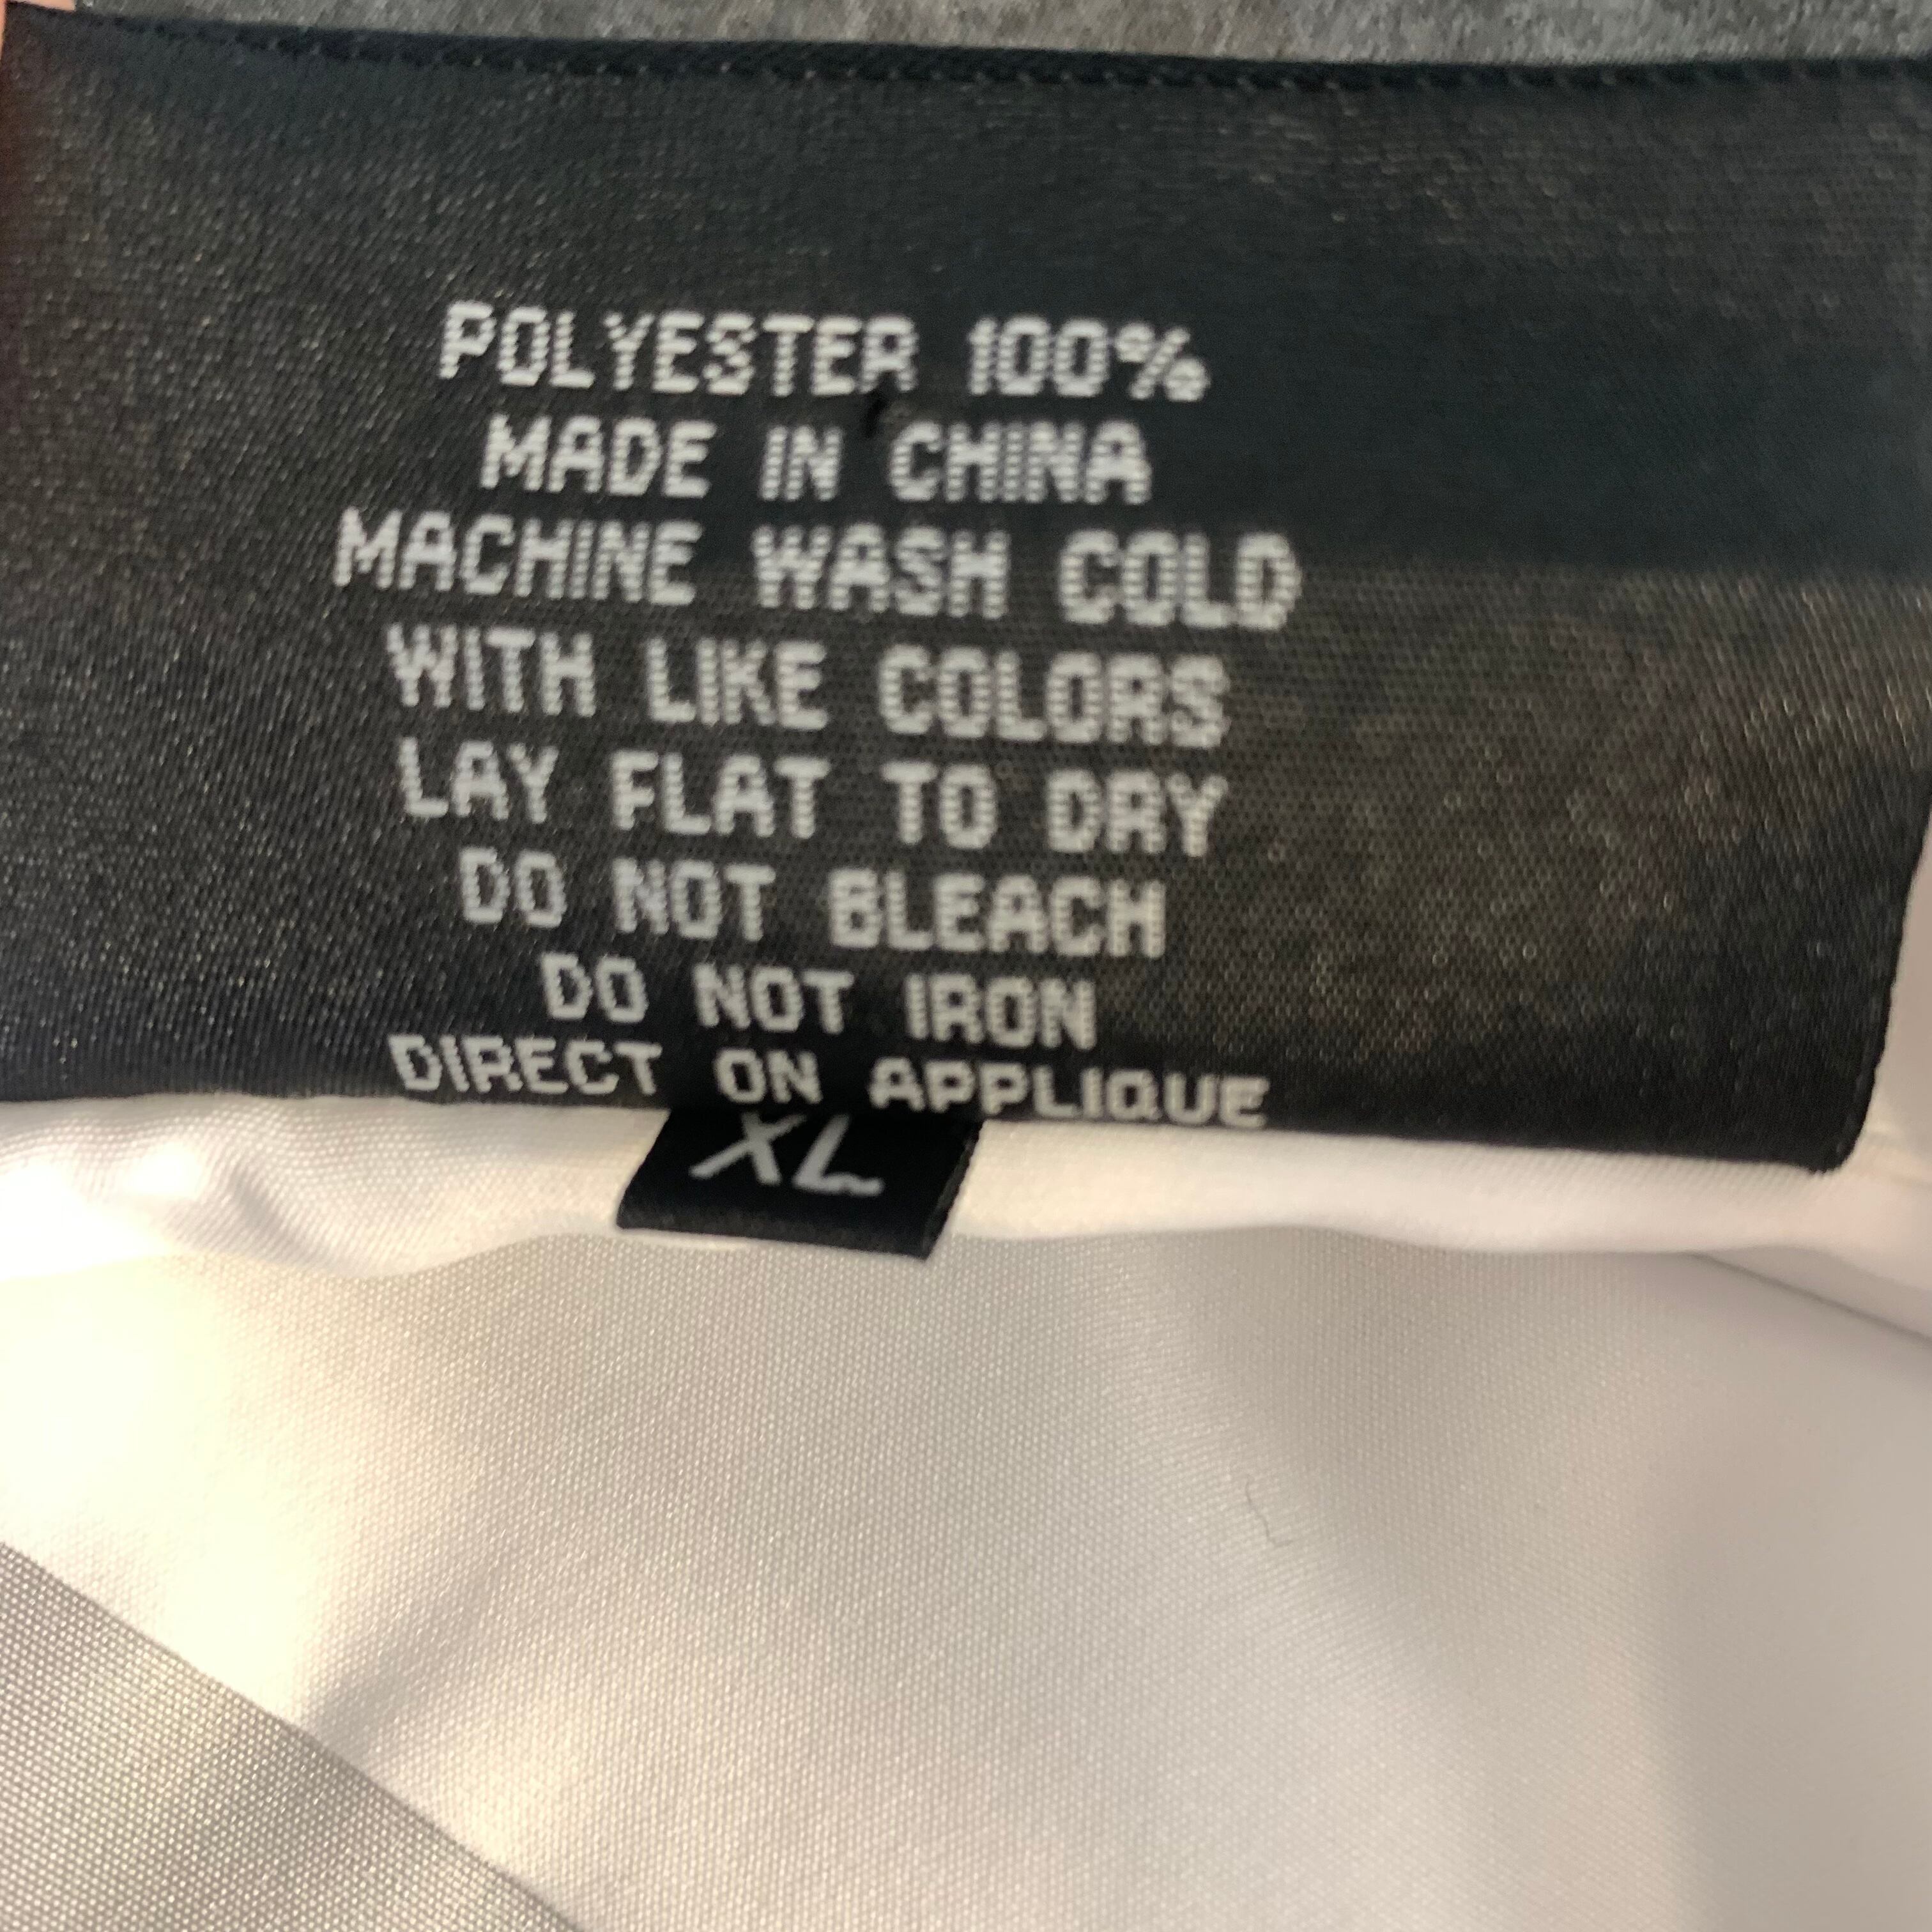 POLYESTER 100%
MADE IN CHINA
MACHINE WASH COLD
WITH LIKE COLORS
LAY FLAT TO DRY
DO NOT BLEACH
DO NOT IRON
DIRECT ON APPLIQUE
XL